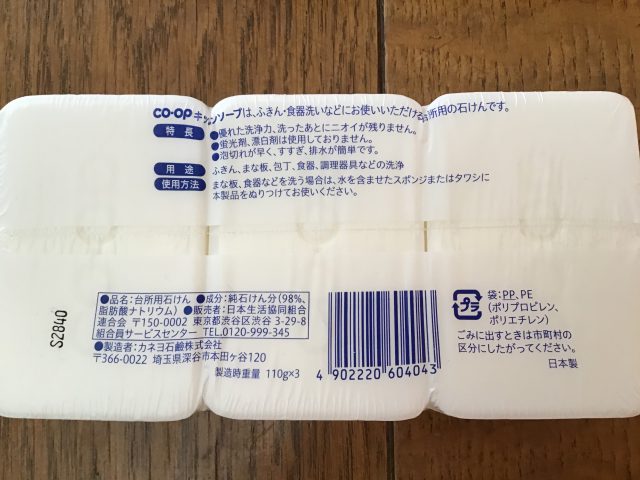 CO·OP キッチンソープは、ふきん・食器洗いなどにお使いいただける台所用の石けんです。
特長
●優れた洗浄力、洗ったあとにニオイが残りません。
●蛍光剤、漂白剤は使用しておりません。
●泡切れが早く、すすぎ、排水が簡単です。
用途 ふきん、まな板、包丁、食器、調理器具などの洗浄
使用方法 まな板、食器などを洗う場合は、水を含ませたスポンジまたはタワシに
本製品をぬりつけてお使いください。
●品名:台所用石けん ●成分:純石けん分(98%、
脂肪酸ナトリウム) ●販売者:日本生活協同組合
連合会 〒150-0002 東京都渋谷区渋谷 3-29-8
組合員サービスセンター TEL.0120-999-345
●製造者:カネヨ石鹸株式会社
〒366-0022 埼玉県深谷市本田ヶ谷120
製造時重量 110g×3
4 902220 604043
プラ
袋:PP、PE
(ポリプロピレン、
ポリエチレン)
ごみに出すときは市町村の
区分にしたがってください。
日本製
S2840